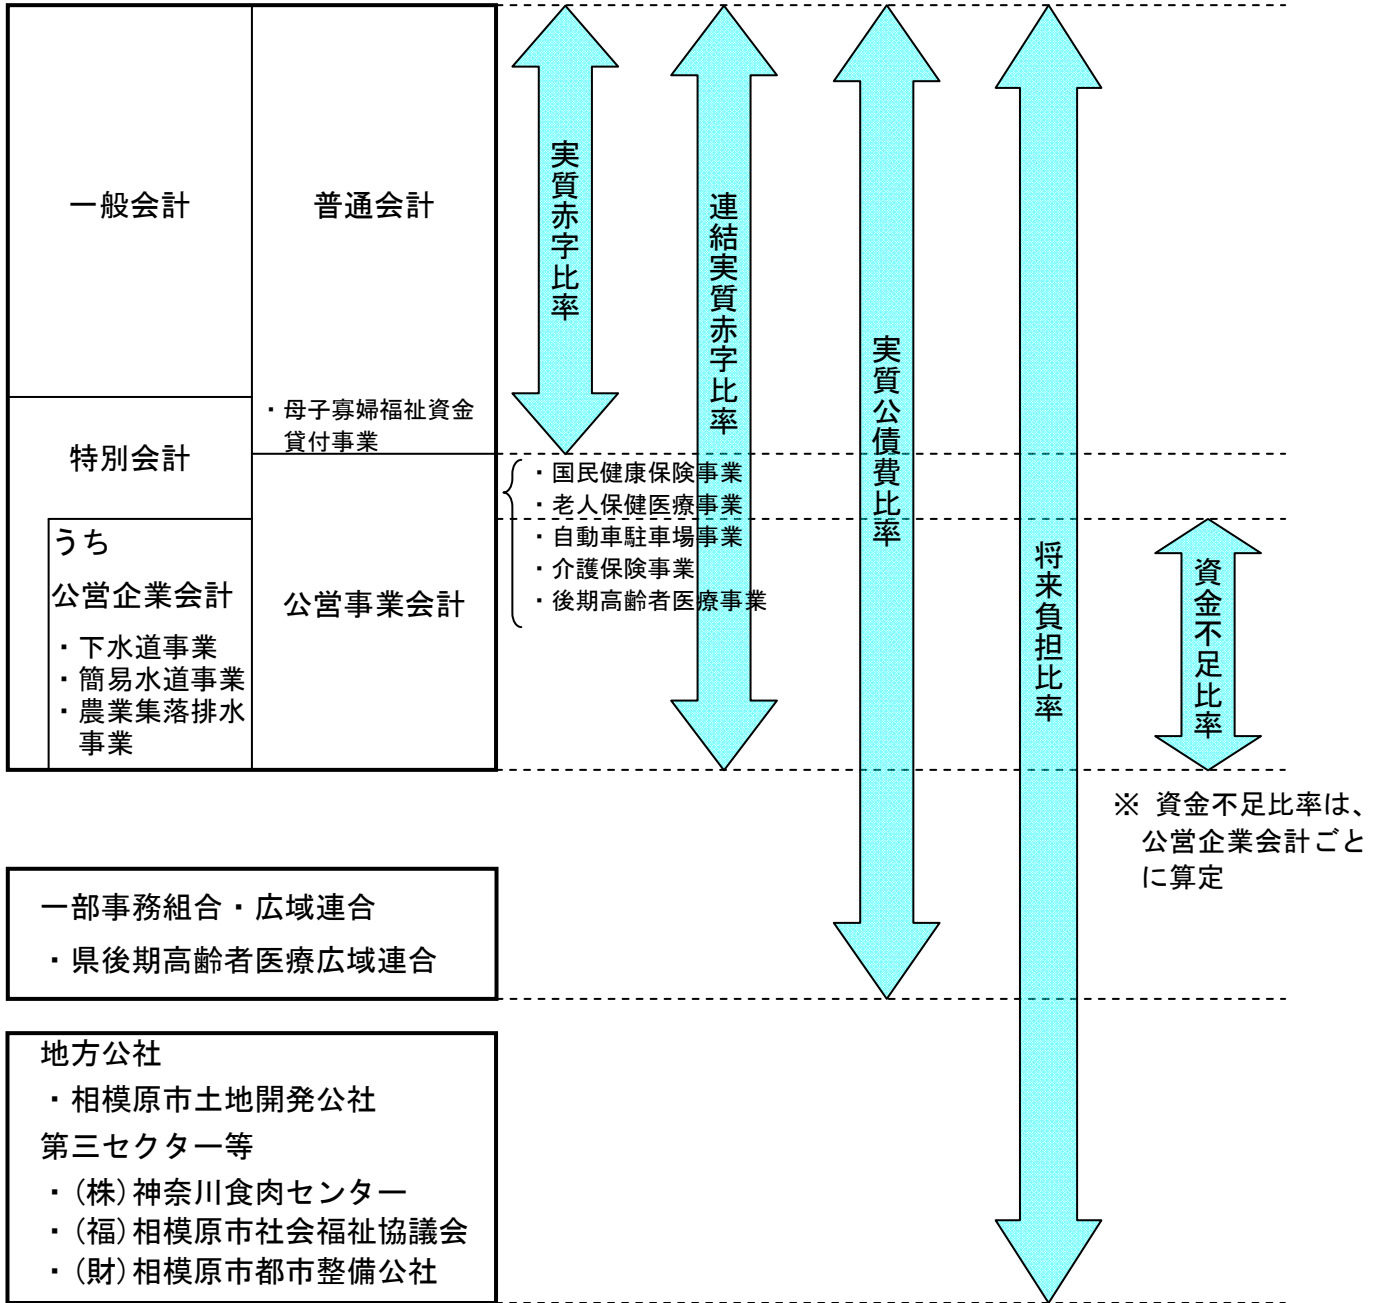 一般会計
普通会計
・母子寡婦福祉資金
貸付事業
特別会計
うち
公営企業会計
・下水道事業
・簡易水道事業
・農業集落排水
事業
公営事業会計
・国民健康保険事業
・老人保健医療事業
・自動車駐車場事業
・介護保険事業
・後期高齢者医療事業
実質赤字比率
連結実質赤字比率
実質公債費比率
将来負担比率
資金不足比率
※ 資金不足比率は、
公営企業会計ごと
に算定
一部事務組合・広域連合
・県後期高齢者医療広域連合
地方公社
・相模原市土地開発公社
第三セクター等
・(株)神奈川食肉センター
・(福)相模原市社会福祉協議会
・(財)相模原市都市整備公社